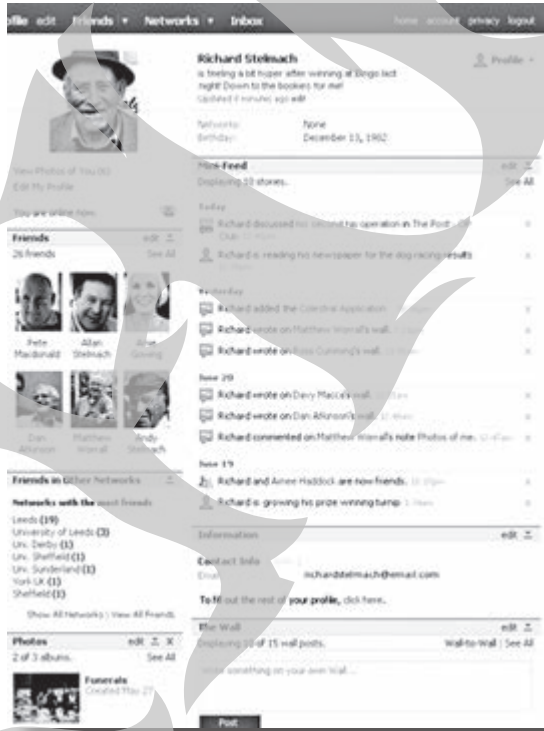 ofile edit Friends Networks Inbox home account privacy logout
Richard Stelmach
is feeling a bit hyper after winning at Bingo last
night! Down to the bookies for me!
Updated minutes ago edit
Profile
Networks: None
Birthday: December 13, 1982
View Photos of You
Edit My Profile
You are online now.
Friends edit
26 friends See All
Pete Macdonald
Allan Stelmach
Dan Atkinson
Matthew Worrall
Andy Stelmach
Friends in Other Networks
Networks with the most friends
Leeds (19)
University of Leeds (3)
Uni. Derby (1)
Uni. Sheffield (1)
Uni. Sunderland (1)
York UK (1)
Sheffield (1)
Show All Networks | View All Friends
Photos edit X
2 of 3 albums. See All
Funerals
Created May 27
Mini-Feed edit
Displaying 10 stories. See All
Today
Richard discussed his second hip operation in The Post - OP
Club.
Richard is reading his newspaper for the dog racing results
Yesterday
Richard added the Colostral Application
Richard wrote on Matthew Worrall's wall.
Richard wrote on Cunning's wall.
June 20
Richard wrote on Davy Macca's wall.
Richard wrote on Dan Atkinson's wall.
Richard commented on Matthew Worrall's note Photos of me.
June 19
Richard and Aimee Haddock are now friends.
Richard is growing his prize winning turnip
Information edit
Contact Info
Email richardstelmach@email.com
To fill out the rest of your profile, click here.
The Wall edit
Displaying 10 of 15 wall posts. Wall-to-Wall | See All
Write something on your own Wall...
Post